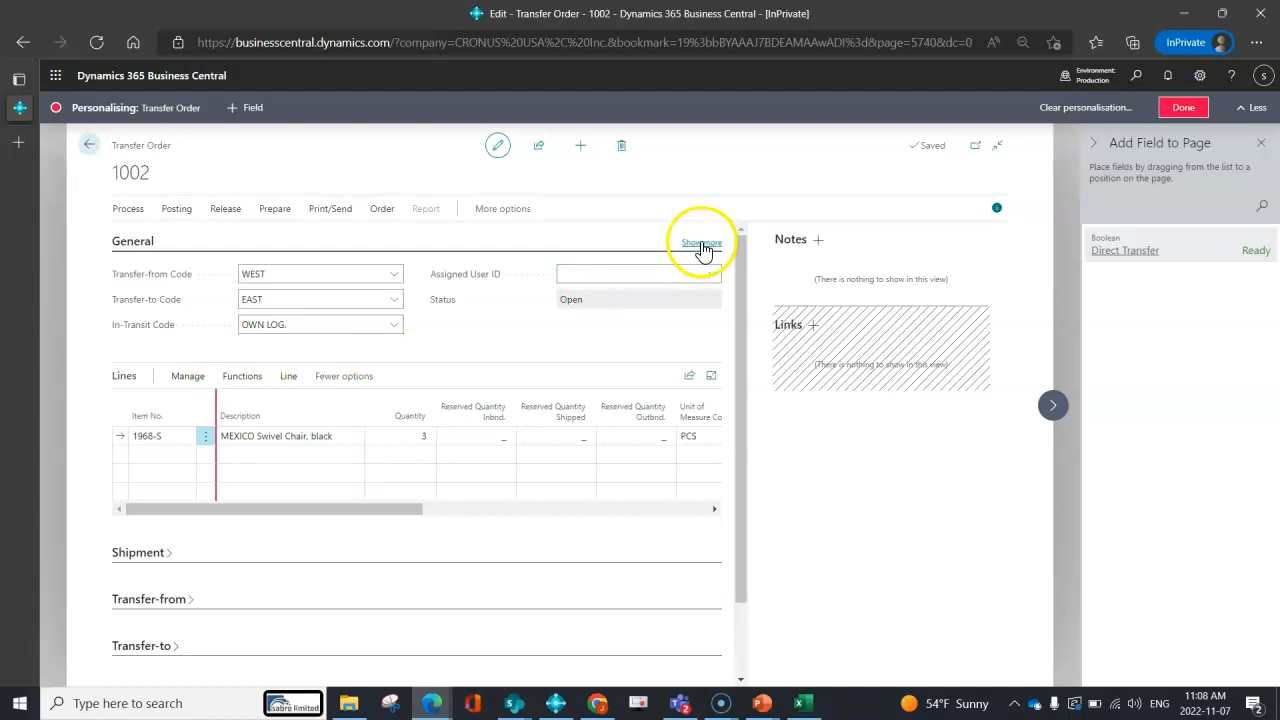 Edit - Transfer Order - 1002 - Dynamics 365 Business Central - [InPrivate]
https://businesscentral.dynamics.com/?company=CRONUS%20USA%2C%20Inc.&bookmark=19%3bbBYAAAJ7BDEAMAAwADI%3d&page=5740&dc=0
InPrivate
Dynamics 365 Business Central
Environment:
Production
S
Personalising: Transfer Order
+ Field
Clear personalisation...
Done
Less
Transfer Order
Saved
1002
Process Posting Release Prepare Print/Send Order Report More options
General
Show more
Transfer-from Code WEST
Transfer-to Code EAST
In-Transit Code OWN LOG.
Assigned User ID
Status Open
Lines Manage Functions Line Fewer options
Item No. Description Quantity Reserved Quantity Inbnd. Reserved Quantity Shipped Reserved Quantity Outbnd. Unit of Measure Co
1968-S MEXICO Swivel Chair, black 3 _ _ _ PCS
Shipment
Transfer-from
Transfer-to
Notes +
(There is nothing to show in this view)
Links +
(There is nothing to show in this view)
Add Field to Page
Place fields by dragging from the list to a
position on the page.
Boolean
Direct Transfer Ready
Type here to search
sabre limited
54°F Sunny
ENG
11:08 AM
2022-11-07